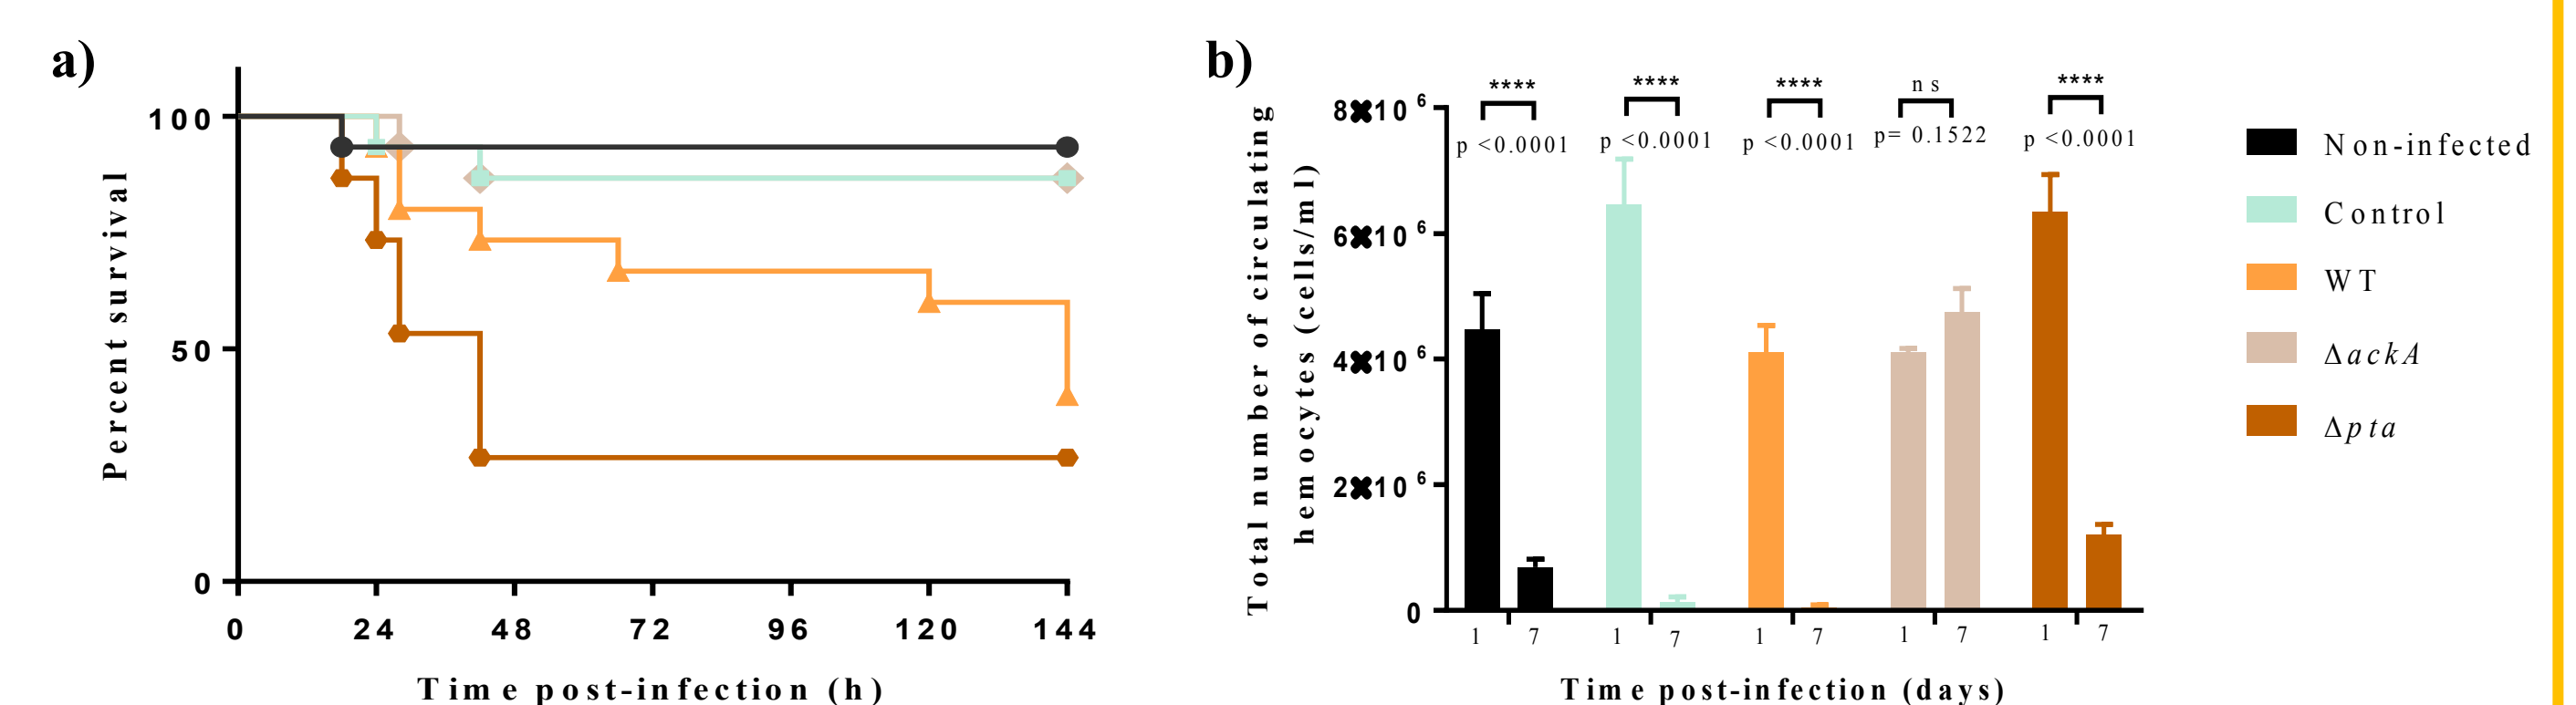 a)
Percent survival
100
50
0
0 24 48 72 96 120 144
Time post-infection (h)
b)
Total number of circulating
hemocytes (cells/ml)
8✖10⁶
6✖10⁶
4✖10⁶
2✖10⁶
0
**** **** **** ns ****
p <0.0001 p <0.0001 p <0.0001 p= 0.1522 p <0.0001
1 7 1 7 1 7 1 7 1 7
Time post-infection (days)
Non-infected
Control
WT
ΔackA
Δpta